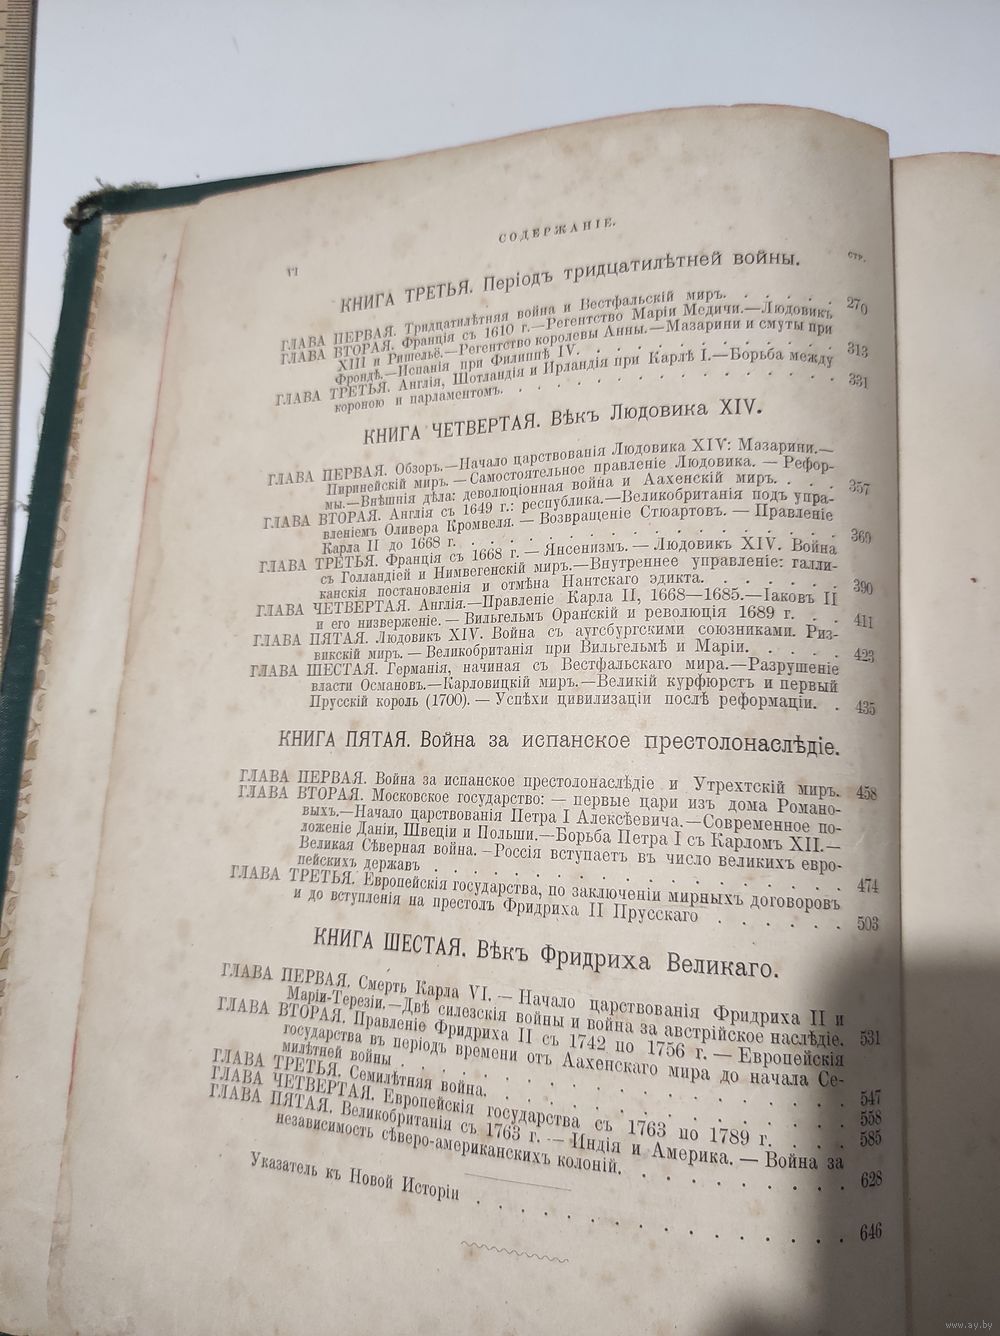 СОДЕРЖАНІЕ.
VI
СТР.
КНИГА ТРЕТЬЯ. Періодъ тридцатилѣтней войны.
ГЛАВА ПЕРВАЯ. Тридцатилѣтняя война и Вестфальскій миръ. . . . . . 270
ГЛАВА ВТОРАЯ. Франція съ 1610 г.—Регентство Маріи Медичи.—Людовикъ
XIII и Ришельё.—Регентство королевы Анны.—Мазарини и смуты при
Фрондѣ.—Испанія при Филиппѣ IV. . . . . . . . . . . 313
ГЛАВА ТРЕТЬЯ. Англія, Шотландія и Ирландія при Карлѣ I.—Борьба между
короною и парламентомъ. . . . . . . . . . . . . . 331
КНИГА ЧЕТВЕРТАЯ. Вѣкъ Людовика XIV.
ГЛАВА ПЕРВАЯ. Обзоръ.—Начало царствованія Людовика XIV: Мазарини.—
Пиринейскій миръ. — Самостоятельное правленіе Людовика. — Рефор-
мы.—Внѣшнія дѣла: деволюціонная война и Аахенскій миръ. . . . 357
ГЛАВА ВТОРАЯ. Англія съ 1649 г.: республика.—Великобританія подъ упра-
вленіемъ Оливера Кромвеля. — Возвращеніе Стюартовъ. — Правленіе
Карла II до 1668 г. . . . . . . . . . . . . . . . 369
ГЛАВА ТРЕТЬЯ. Франція съ 1668 г. — Янсенизмъ. — Людовикъ XIV. Война
съ Голландіей и Нимвегенскій миръ.—Внутреннее управленіе: галли-
канскія постановленія и отмѣна Нантскаго эдикта. . . . . . . 390
ГЛАВА ЧЕТВЕРТАЯ. Англія.—Правленіе Карла II, 1668—1685.—Іаковъ II
и его низверженіе. — Вильгельмъ Оранскій и революція 1689 г. . . 411
ГЛАВА ПЯТАЯ. Людовикъ XIV. Война съ аугсбургскими союзниками. Риз-
викскій миръ. — Великобританія при Вильгельмѣ и Маріи. . . . . 423
ГЛАВА ШЕСТАЯ. Германія, начиная съ Вестфальскаго мира.—Разрушеніе
власти Османовъ.—Карловицкій миръ.—Великій курфюрстъ и первый
Прусскій король (1700). — Успѣхи цивилизаціи послѣ реформаціи. . 435
КНИГА ПЯТАЯ. Война за испанское престолонаслѣдіе.
ГЛАВА ПЕРВАЯ. Война за испанское престолонаслѣдіе и Утрехтскій миръ. 458
ГЛАВА ВТОРАЯ. Московское государство: — первые цари изъ дома Романо-
выхъ.—Начало царствованія Петра I Алексѣевича.—Современное по-
ложеніе Даніи, Швеціи и Польши.—Борьба Петра I съ Карломъ XII.—
Великая Сѣверная война. —Россія вступаетъ въ число великихъ евро-
пейскихъ державъ . . . . . . . . . . . . . . . . 474
ГЛАВА ТРЕТЬЯ. Европейскія государства, по заключеніи мирныхъ договоровъ
и до вступленія на престолъ Фридриха II Прусскаго . . . . . . 503
КНИГА ШЕСТАЯ. Вѣкъ Фридриха Великаго.
ГЛАВА ПЕРВАЯ. Смерть Карла VI. — Начало царствованія Фридриха II и
Маріи-Терезіи.—Двѣ силезскія войны и война за австрійское наслѣдіе. 531
ГЛАВА ВТОРАЯ. Правленіе Фридриха II съ 1742 по 1756 г. — Европейскія
государства въ періодъ времени отъ Аахенскаго мира до начала Се-
милѣтней войны . . . . . . . . . . . . . . . . . 547
ГЛАВА ТРЕТЬЯ. Семилѣтняя война. . . . . . . . . . . . . 558
ГЛАВА ЧЕТВЕРТАЯ. Европейскія государства съ 1763 по 1789 г. . . . . 585
ГЛАВА ПЯТАЯ. Великобританія съ 1763 г. — Индія и Америка. — Война за
независимость сѣверо-американскихъ колоній. . . . . . . . . 628
Указатель къ Новой Исторіи . . . . . . . . . . . . . 646
www.ay.by